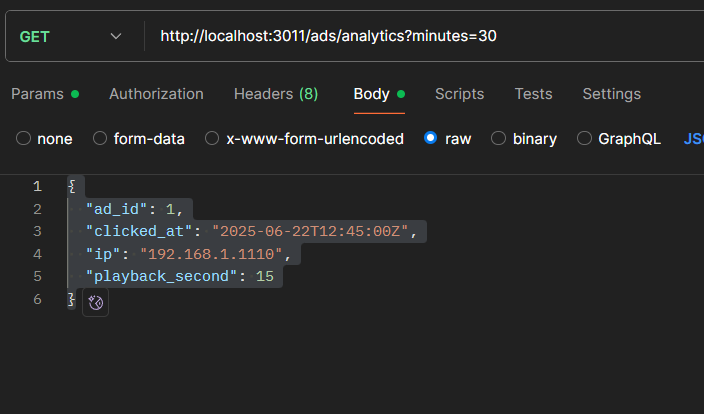 GET http://localhost:3011/ads/analytics?minutes=30
Params Authorization Headers (8) Body Scripts Tests Settings
none form-data x-www-form-urlencoded raw binary GraphQL JSO
1 {
2 "ad_id": 1,
3 "clicked_at": "2025-06-22T12:45:00Z",
4 "ip": "192.168.1.1110",
5 "playback_second": 15
6 }